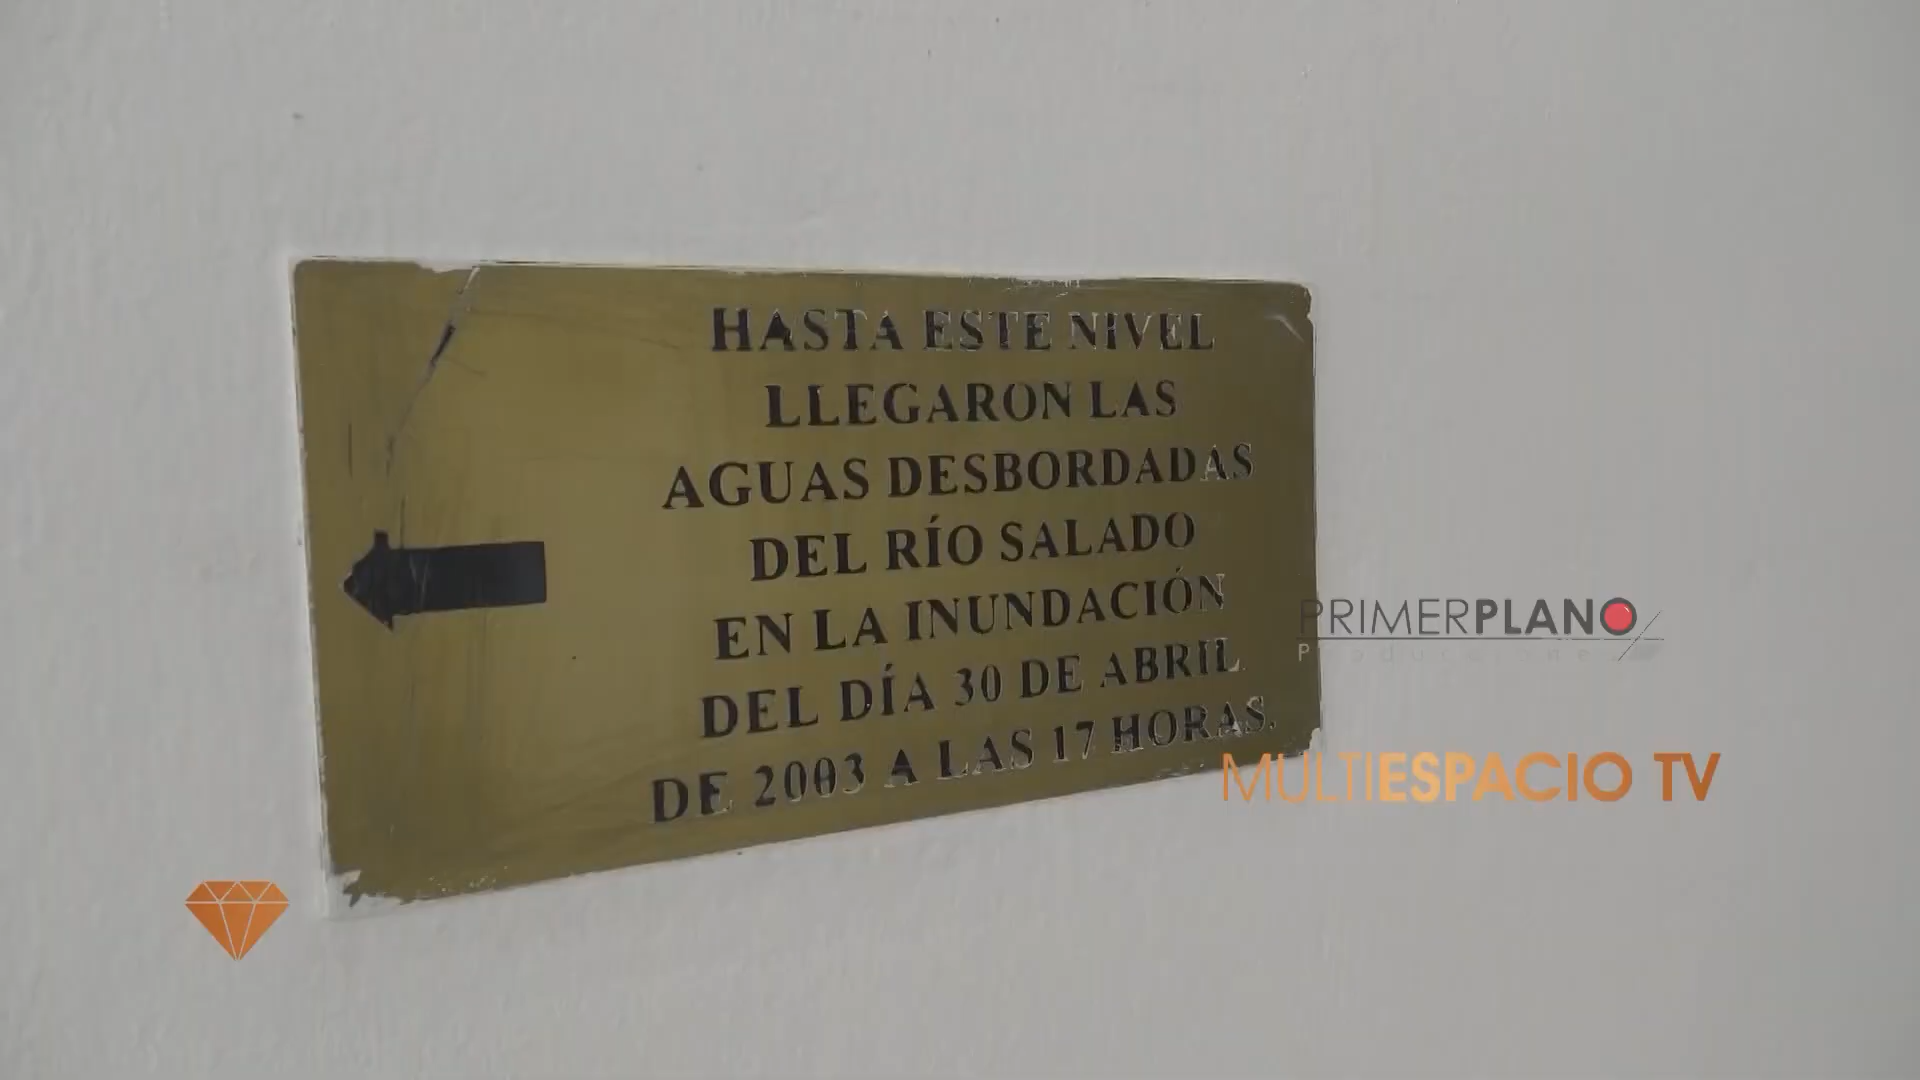 HASTA ESTE NIVEL
LLEGARON LAS
AGUAS DESBORDADAS
DEL RÍO SALADO
EN LA INUNDACIÓN
DEL DÍA 30 DE ABRIL
DE 2003 A LAS 17 HORAS.
PRIMERPLANO
MULTIESPACIO TV